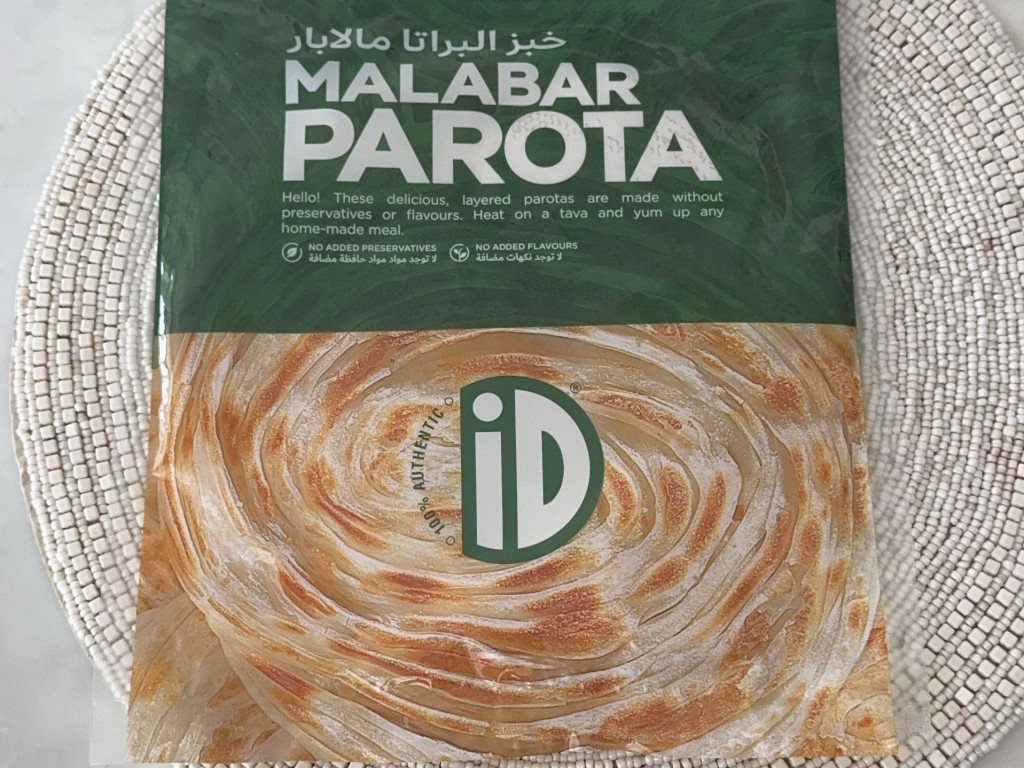 خبز البراتا مالابار
MALABAR
PAROTA
Hello! These delicious, layered parotas are made without
preservatives or flavours. Heat on a tava and yum up any
home-made meal.
NO ADDED PRESERVATIVES
لا توجد مواد مواد حافظة مضافة
NO ADDED FLAVOURS
لا توجد نكهات مضافة
100% AUTHENTIC
iD®